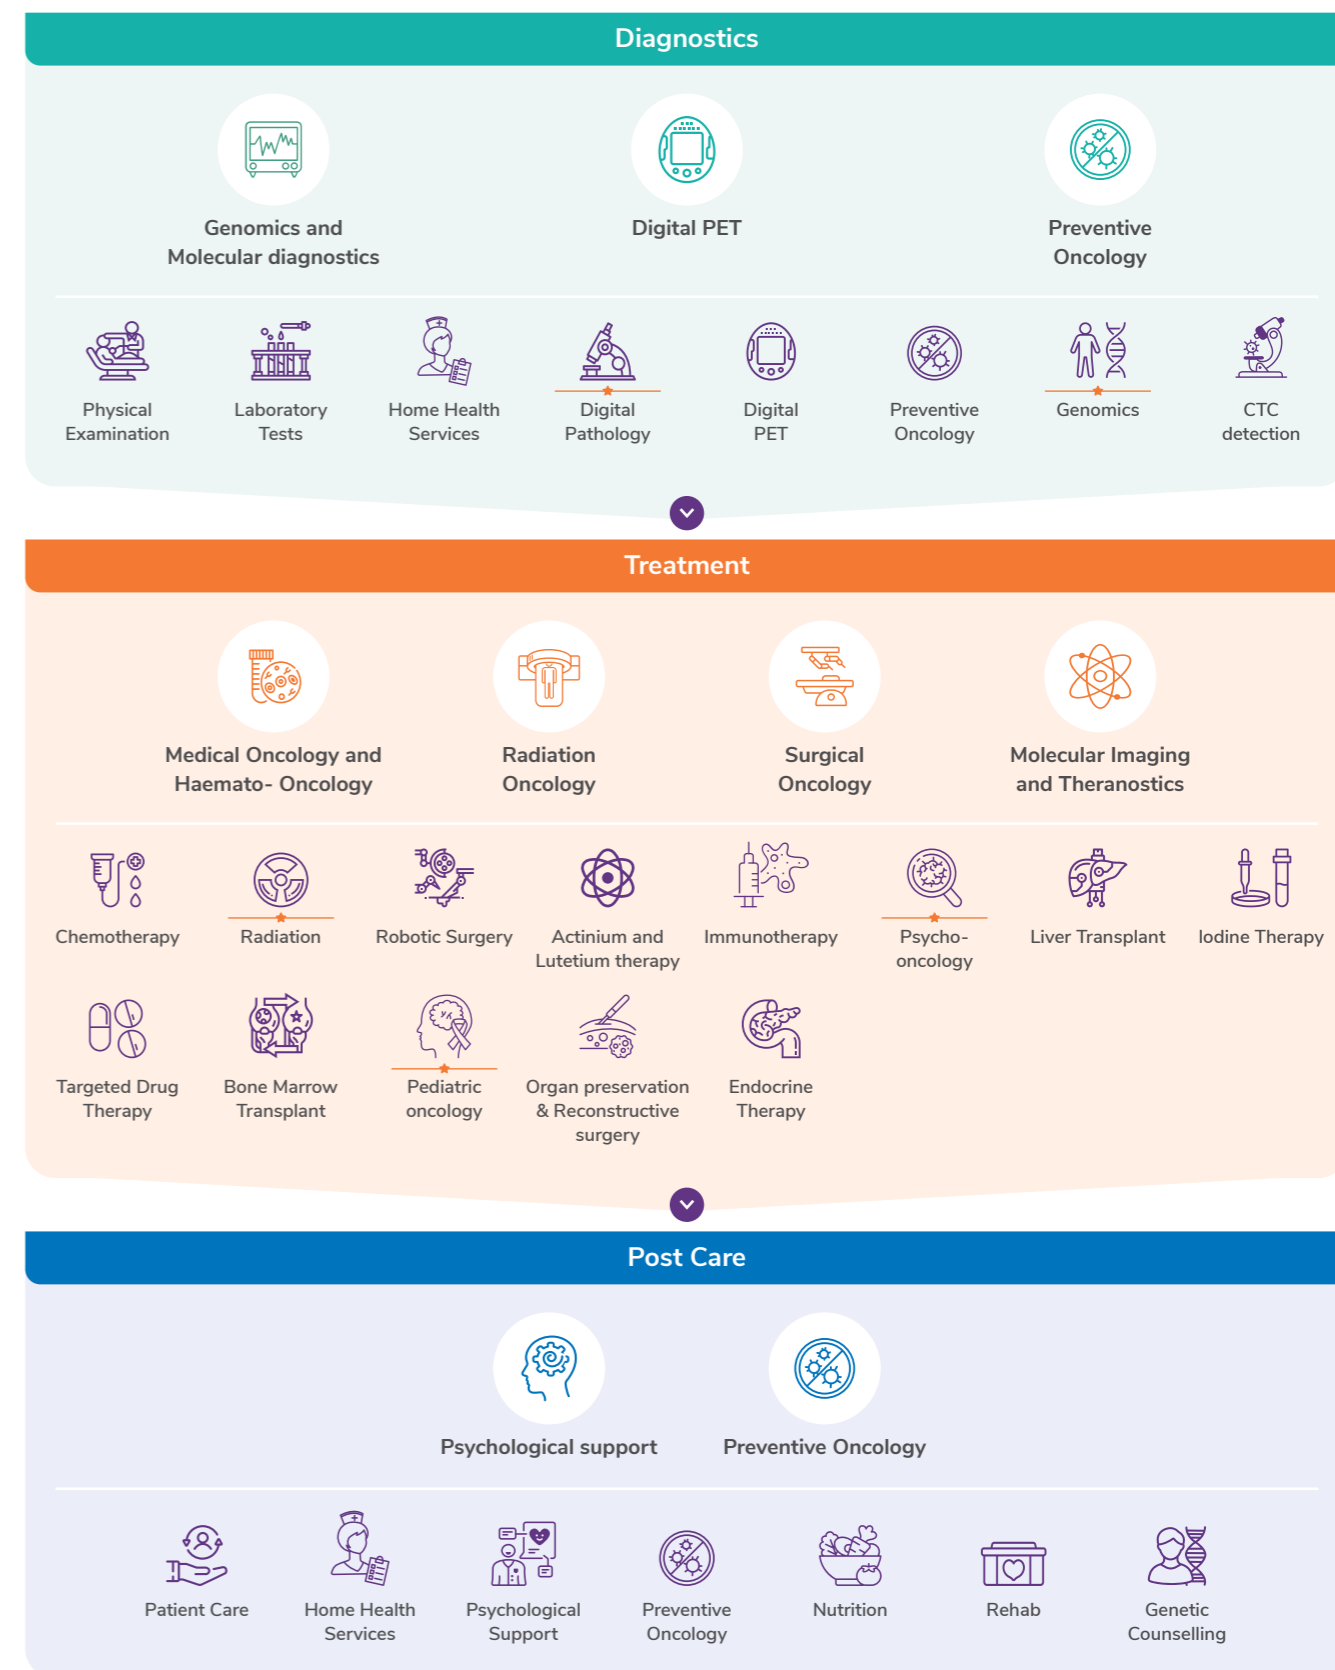 Diagnostics
Genomics and
Molecular diagnostics
Digital PET
Preventive
Oncology
Physical
Examination
Laboratory
Tests
Home Health
Services
Digital
Pathology
Digital
PET
Preventive
Oncology
Genomics
CTC
detection
Treatment
Medical Oncology and
Haemato- Oncology
Radiation
Oncology
Surgical
Oncology
Molecular Imaging
and Theranostics
Chemotherapy
Radiation
Robotic Surgery
Actinium and
Lutetium therapy
Immunotherapy
Psycho-
oncology
Liver Transplant
Iodine Therapy
Targeted Drug
Therapy
Bone Marrow
Transplant
Pediatric
oncology
Organ preservation
& Reconstructive
surgery
Endocrine
Therapy
Post Care
Psychological support
Preventive Oncology
Patient Care
Home Health
Services
Psychological
Support
Preventive
Oncology
Nutrition
Rehab
Genetic
Counselling